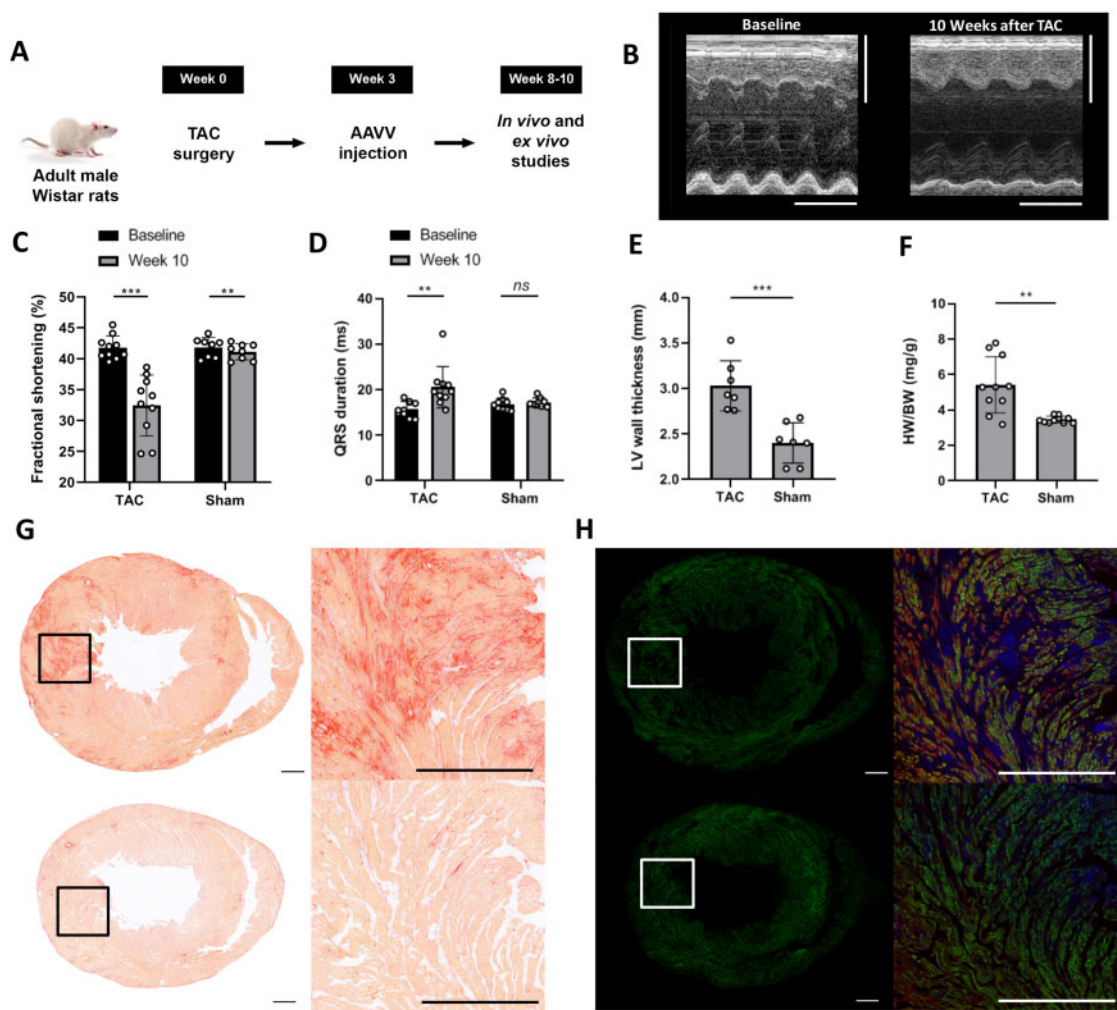 A
Week 0
Week 3
Week 8-10
TAC
surgery
AAVV
injection
In vivo and
ex vivo
studies
Adult male
Wistar rats
B
Baseline
10 Weeks after TAC
C
Baseline
Week 10
Fractional shortening (%)
50
45
40
35
30
25
20
***
**
TAC
Sham
D
Baseline
Week 10
QRS duration (ms)
40
30
20
10
0
**
ns
TAC
Sham
E
LV wall thickness (mm)
4.0
3.5
3.0
2.5
2.0
***
TAC
Sham
F
HW/BW (mg/g)
10
8
6
4
2
0
**
TAC
Sham
G
H